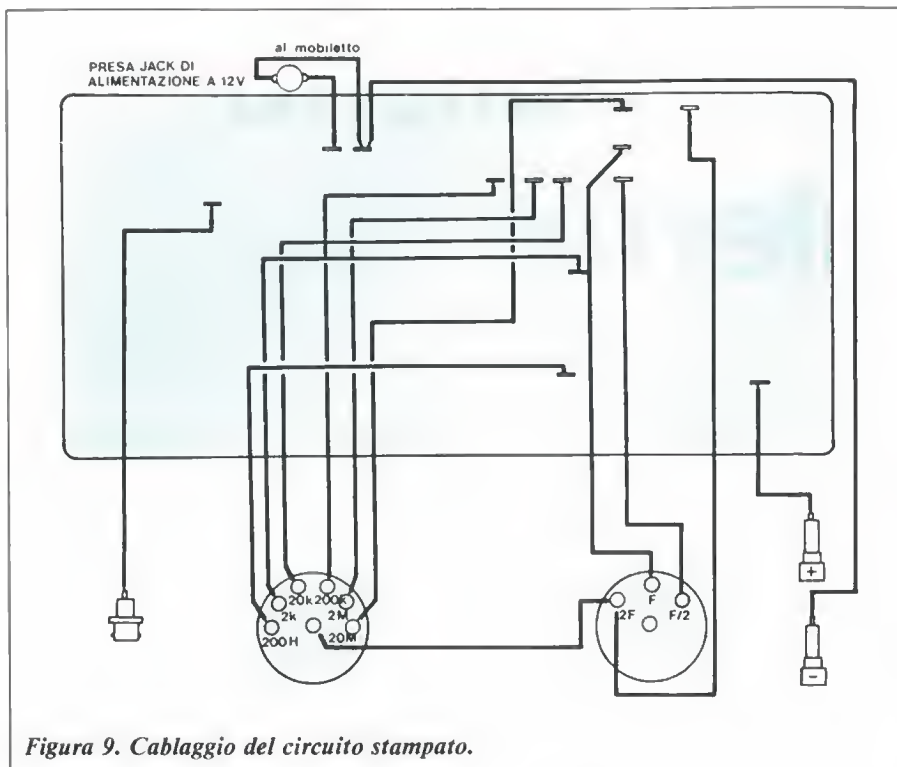 al mobiletto
PRESA JACK DI
ALIMENTAZIONE A 12V
20k 200k
2k 2M
200H 20M
F
2F F/2
+
-
Figura 9. Cablaggio del circuito stampato.